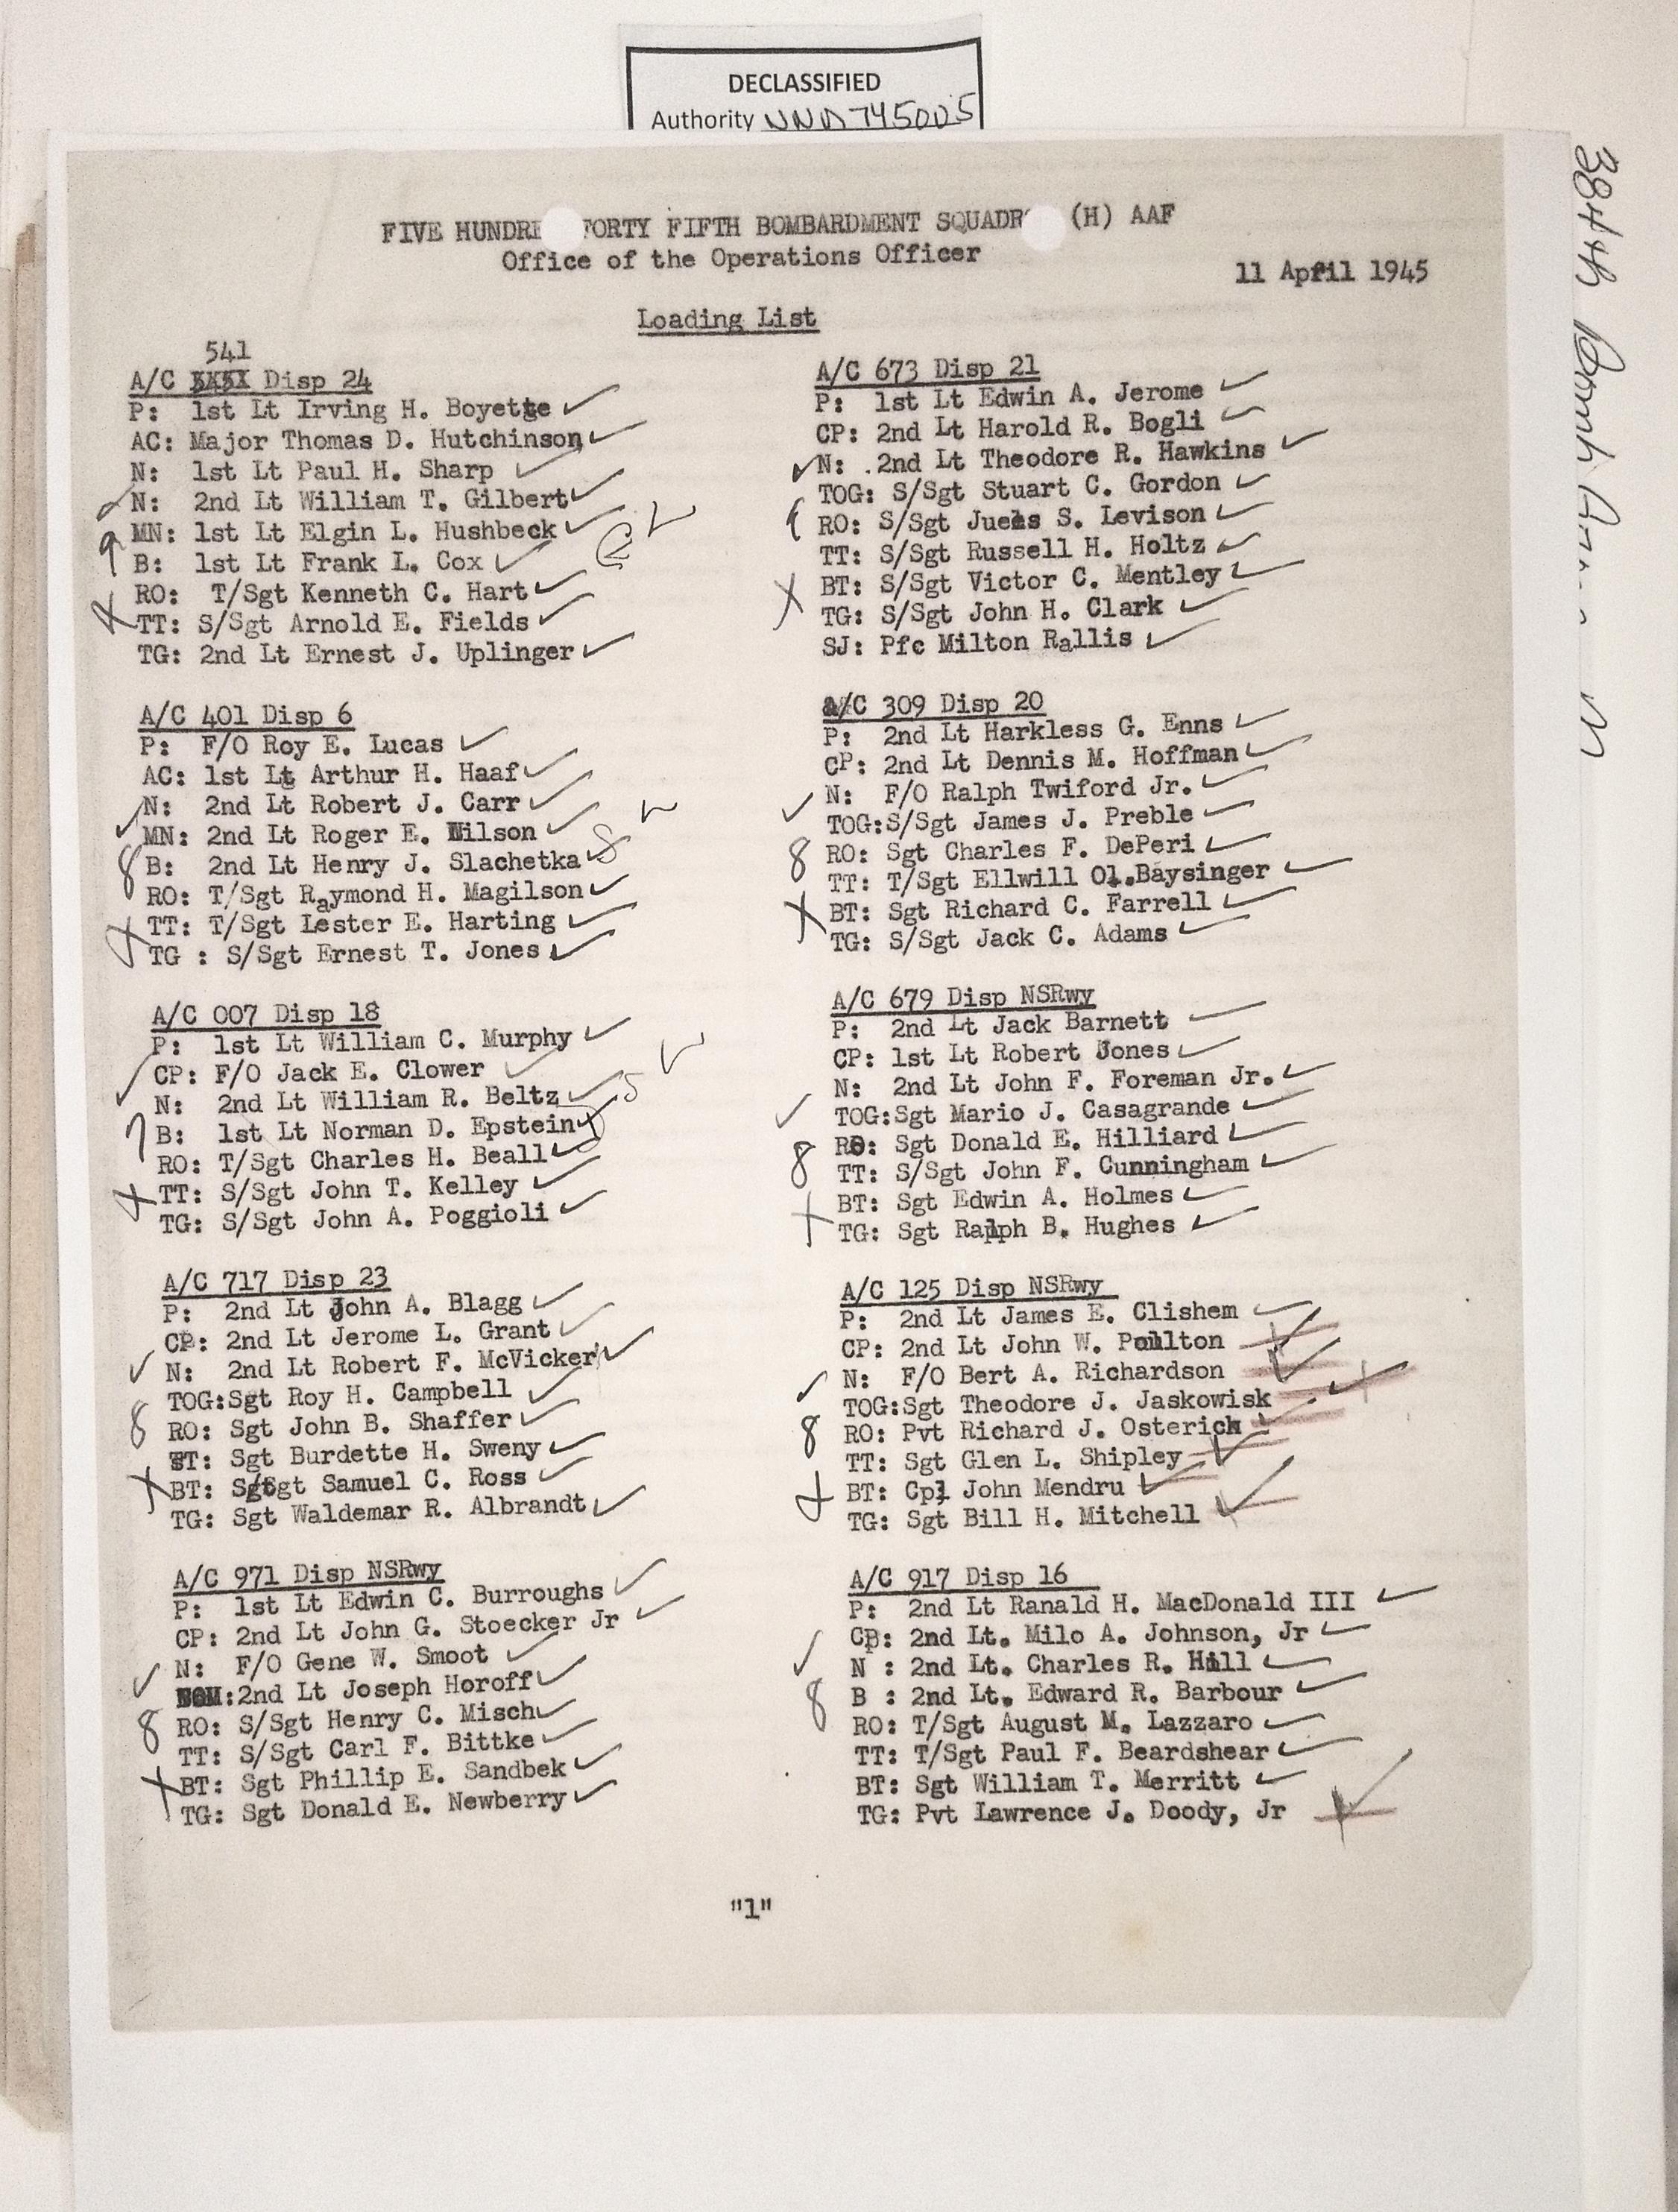 DECLASSIFIED
Authority NND 745005
384th Bomb
FIVE HUNDRE FORTY FIFTH BOMBARDMENT SQUADR (H) AAF
Office of the Operations Officer
11 April 1945
Loading List
541
A/C Disp 24
P: 1st Lt Irving H. Boyette ✓
AC: Major Thomas D. Hutchinson ✓
N: 1st Lt Paul H. Sharp ✓
N: 2nd Lt William T. Gilbert ✓
MN: 1st Lt Elgin L. Hushbeck ✓
9
B: 1st Lt Frank L. Cox ✓
RO: T/Sgt Kenneth C. Hart ✓
TT: S/Sgt Arnold E. Fields ✓
TG: 2nd Lt Ernest J. Uplinger ✓
A/C 401 Disp 6
P: F/O Roy E. Lucas ✓
AC: 1st Lt Arthur H. Haaf ✓
N: 2nd Lt Robert J. Carr ✓
✓ MN: 2nd Lt Roger E. Wilson ✓
8 B: 2nd Lt Henry J. Slachetka ✓ 8
RO: T/Sgt Raymond H. Magilson ✓
TT: T/Sgt Lester E. Harting ✓
TG : S/Sgt Ernest T. Jones ✓
A/C 007 Disp 18
P: 1st Lt William C. Murphy ✓
✓ CP: F/O Jack E. Clower ✓
N: 2nd Lt William R. Beltz ✓ 5
7 B: 1st Lt Norman D. Epstein
RO: T/Sgt Charles H. Beall ✓
TT: S/Sgt John T. Kelley ✓
TG: S/Sgt John A. Poggioli ✓
A/C 717 Disp 23
P: 2nd Lt John A. Blagg ✓
CP: 2nd Lt Jerome L. Grant ✓
✓ N: 2nd Lt Robert F. McVicker ✓
TOG:Sgt Roy H. Campbell ✓
8 RO: Sgt John B. Shaffer ✓
TT: Sgt Burdette H. Sweny ✓
BT: Sgt Samuel C. Ross ✓
TG: Sgt Waldemar R. Albrandt ✓
A/C 971 Disp NSRwy
P: 1st Lt Edwin C. Burroughs ✓
CP: 2nd Lt John G. Stoecker Jr ✓
N: F/O Gene W. Smoot ✓
✓ 2nd Lt Joseph Horoff ✓
8 RO: S/Sgt Henry C. Misch ✓
TT: S/Sgt Carl F. Bittke ✓
BT: Sgt Phillip E. Sandbek ✓
TG: Sgt Donald E. Newberry ✓
A/C 673 Disp 21
P: 1st Lt Edwin A. Jerome ✓
CP: 2nd Lt Harold R. Bogli ✓
✓ N: .2nd Lt Theodore R. Hawkins ✓
TOG: S/Sgt Stuart C. Gordon ✓
RO: S/Sgt S. Levison ✓
TT: S/Sgt Russell H. Holtz ✓
BT: S/Sgt Victor C. Mentley ✓
TG: S/Sgt John H. Clark ✓
SJ: Pfc Milton Rallis ✓
A/C 309 Disp 20
P: 2nd Lt Harkless G. Enns ✓
CP: 2nd Lt Dennis M. Hoffman ✓
N: F/O Ralph Twiford Jr. ✓
✓ TOG:S/Sgt James J. Preble ✓
8 RO: Sgt Charles F. DePeri ✓
TT: T/Sgt Ellwill O. Baysinger ✓
BT: Sgt Richard C. Farrell ✓
TG: S/Sgt Jack C. Adams ✓
A/C 679 Disp NSRwy
P: 2nd Lt Jack Barnett ✓
CP: 1st Lt Robert Jones ✓
N: 2nd Lt John F. Foreman Jr. ✓
✓ TOG:Sgt Mario J. Casagrande ✓
RO: Sgt Donald E. Hilliard ✓
8 TT: S/Sgt John F. Cunningham ✓
BT: Sgt Edwin A. Holmes ✓
TG: Sgt Ralph B. Hughes ✓
A/C 125 Disp NSRwy
P: 2nd Lt James E. Clishem ✓
CP: 2nd Lt John W. Poulton ✓
✓ N: F/O Bert A. Richardson ✓
TOG:Sgt Theodore J. Jaskowisk ✓
8 RO: Pvt Richard J. Osterick ✓
TT: Sgt Glen L. Shipley ✓
BT: Cpl John Mendru ✓
TG: Sgt Bill H. Mitchell ✓
A/C 917 Disp 16
P: 2nd Lt Ranald H. MacDonald III ✓
CP: 2nd Lt. Milo A. Johnson, Jr ✓
✓ N : 2nd Lt. Charles R. Hill ✓
8 B : 2nd Lt. Edward R. Barbour ✓
RO: T/Sgt August M. Lazzaro ✓
TT: T/Sgt Paul F. Beardshear ✓
BT: Sgt William T. Merritt ✓
TG: Pvt Lawrence J. Doody, Jr ✓
"1"